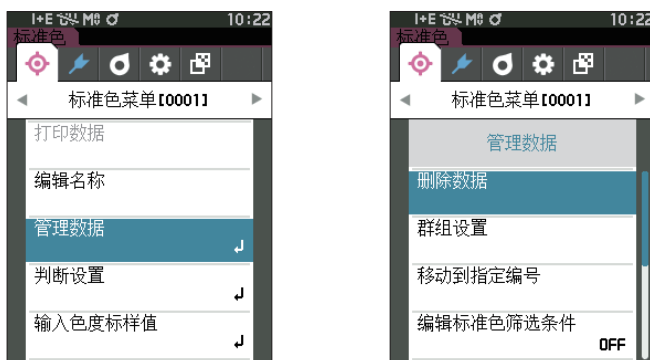 I+E M0 10:22
标准色
标准色菜单[0001]
打印数据
编辑名称
管理数据
判断设置
输入色度标样值
I+E M0 10:22
标准色
标准色菜单[0001]
管理数据
删除数据
群组设置
移动到指定编号
编辑标准色筛选条件
OFF